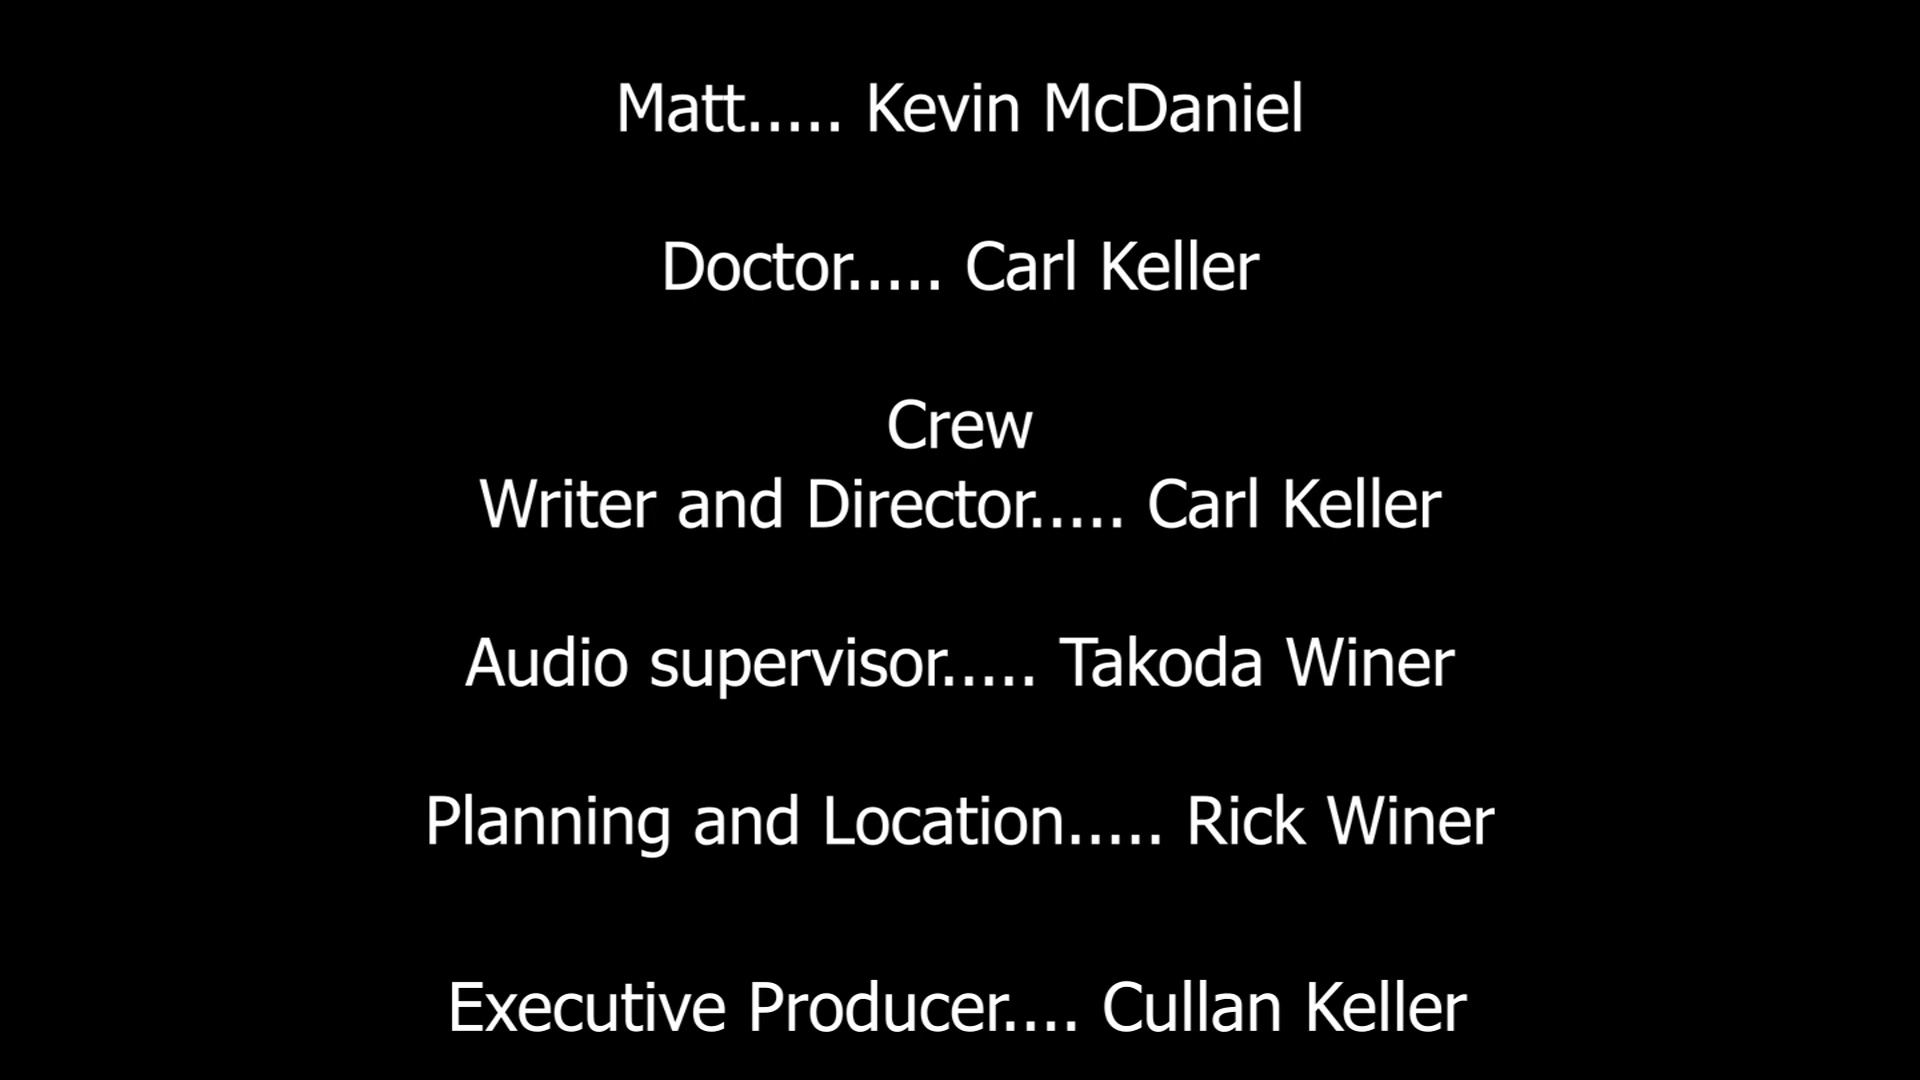 Matt..... Kevin McDaniel
Doctor..... Carl Keller
Crew
Writer and Director..... Carl Keller
Audio supervisor..... Takoda Winer
Planning and Location..... Rick Winer
Executive Producer.... Cullan Keller